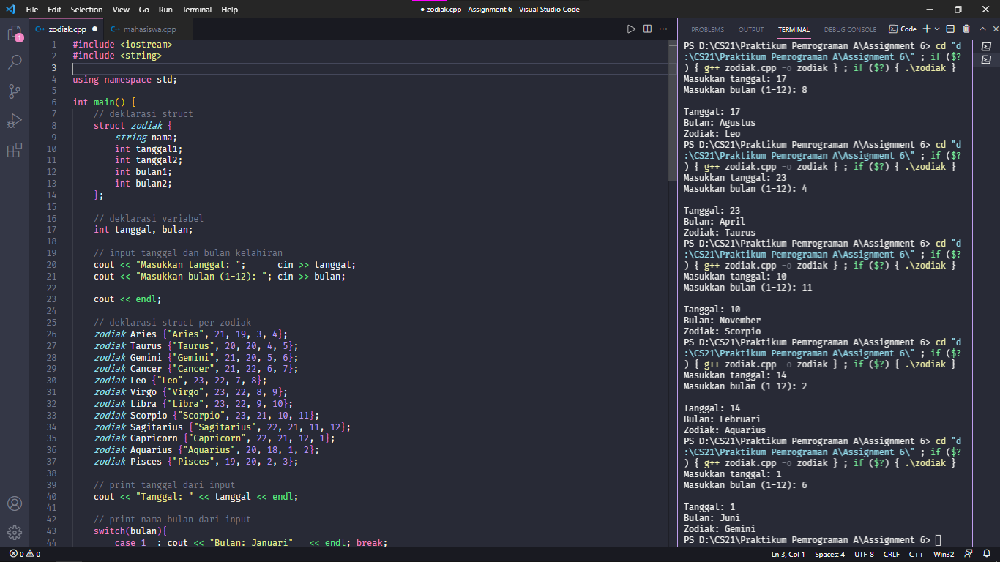 File Edit Selection View Go Run Terminal Help
● zodiak.cpp - Assignment 6 - Visual Studio Code
1
C++ zodiak.cpp ●
C++ mahasiswa.cpp
1 #include <iostream>
2 #include <string>
3
4 using namespace std;
5
6 int main() {
7 // deklarasi struct
8 struct zodiak {
9 string nama;
10 int tanggal1;
11 int tanggal2;
12 int bulan1;
13 int bulan2;
14 };
15
16 // deklarasi variabel
17 int tanggal, bulan;
18
19 // input tanggal dan bulan kelahiran
20 cout << "Masukkan tanggal: ";      cin >> tanggal;
21 cout << "Masukkan bulan (1-12): "; cin >> bulan;
22
23 cout << endl;
24
25 // deklarasi struct per zodiak
26 zodiak Aries {"Aries", 21, 19, 3, 4};
27 zodiak Taurus {"Taurus", 20, 20, 4, 5};
28 zodiak Gemini {"Gemini", 21, 20, 5, 6};
29 zodiak Cancer {"Cancer", 21, 22, 6, 7};
30 zodiak Leo {"Leo", 23, 22, 7, 8};
31 zodiak Virgo {"Virgo", 23, 22, 8, 9};
32 zodiak Libra {"Libra", 23, 22, 9, 10};
33 zodiak Scorpio {"Scorpio", 23, 21, 10, 11};
34 zodiak Sagitarius {"Sagitarius", 22, 21, 11, 12};
35 zodiak Capricorn {"Capricorn", 22, 21, 12, 1};
36 zodiak Aquarius {"Aquarius", 20, 18, 1, 2};
37 zodiak Pisces {"Pisces", 19, 20, 2, 3};
38
39 // print tanggal dari input
40 cout << "Tanggal: " << tanggal << endl;
41
42 // print nama bulan dari input
43 switch(bulan){
44 case 1  : cout << "Bulan: Januari"   << endl; break;
PROBLEMS OUTPUT TERMINAL DEBUG CONSOLE Code
PS D:\CS21\Praktikum Pemrograman A\Assignment 6> cd "d
:\CS21\Praktikum Pemrograman A\Assignment 6\" ; if ($?
) { g++ zodiak.cpp -o zodiak } ; if ($?) { .\zodiak }
Masukkan tanggal: 17
Masukkan bulan (1-12): 8

Tanggal: 17
Bulan: Agustus
Zodiak: Leo
PS D:\CS21\Praktikum Pemrograman A\Assignment 6> cd "d
:\CS21\Praktikum Pemrograman A\Assignment 6\" ; if ($?
) { g++ zodiak.cpp -o zodiak } ; if ($?) { .\zodiak }
Masukkan tanggal: 23
Masukkan bulan (1-12): 4

Tanggal: 23
Bulan: April
Zodiak: Taurus
PS D:\CS21\Praktikum Pemrograman A\Assignment 6> cd "d
:\CS21\Praktikum Pemrograman A\Assignment 6\" ; if ($?
) { g++ zodiak.cpp -o zodiak } ; if ($?) { .\zodiak }
Masukkan tanggal: 10
Masukkan bulan (1-12): 11

Tanggal: 10
Bulan: November
Zodiak: Scorpio
PS D:\CS21\Praktikum Pemrograman A\Assignment 6> cd "d
:\CS21\Praktikum Pemrograman A\Assignment 6\" ; if ($?
) { g++ zodiak.cpp -o zodiak } ; if ($?) { .\zodiak }
Masukkan tanggal: 14
Masukkan bulan (1-12): 2

Tanggal: 14
Bulan: Februari
Zodiak: Aquarius
PS D:\CS21\Praktikum Pemrograman A\Assignment 6> cd "d
:\CS21\Praktikum Pemrograman A\Assignment 6\" ; if ($?
) { g++ zodiak.cpp -o zodiak } ; if ($?) { .\zodiak }
Masukkan tanggal: 1
Masukkan bulan (1-12): 6

Tanggal: 1
Bulan: Juni
Zodiak: Gemini
PS D:\CS21\Praktikum Pemrograman A\Assignment 6>
0 0
Ln 3, Col 1 Spaces: 4 UTF-8 CRLF C++ Win32